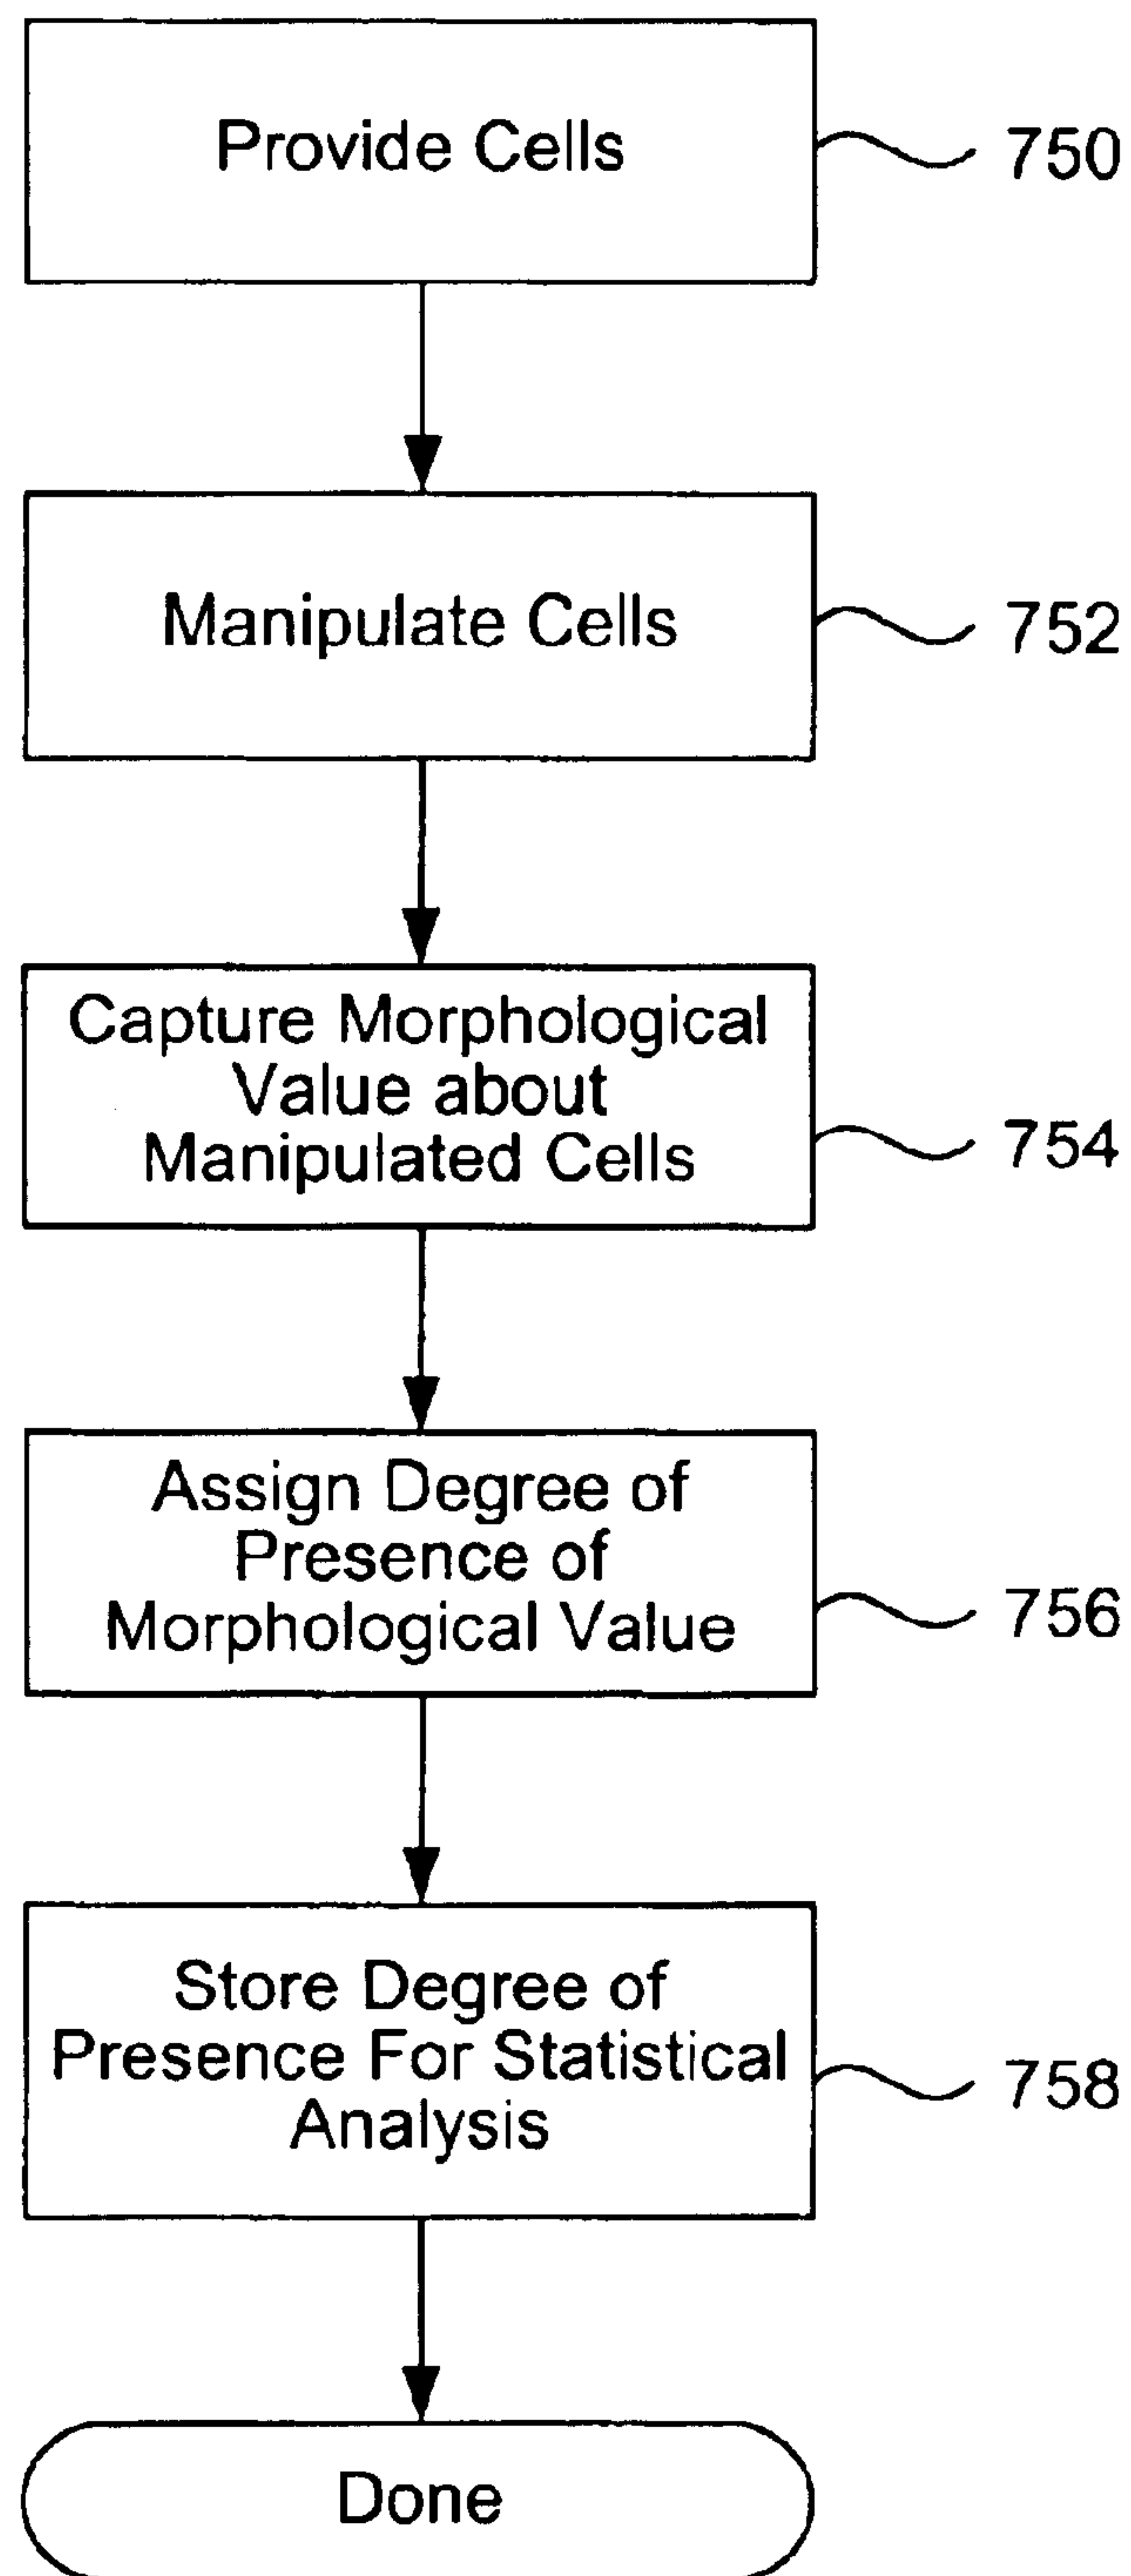 Provide Cells
750
Manipulate Cells
752
Capture Morphological
Value about
Manipulated Cells
754
Assign Degree of
Presence of
Morphological Value
756
Store Degree of
Presence For Statistical
Analysis
758
Done